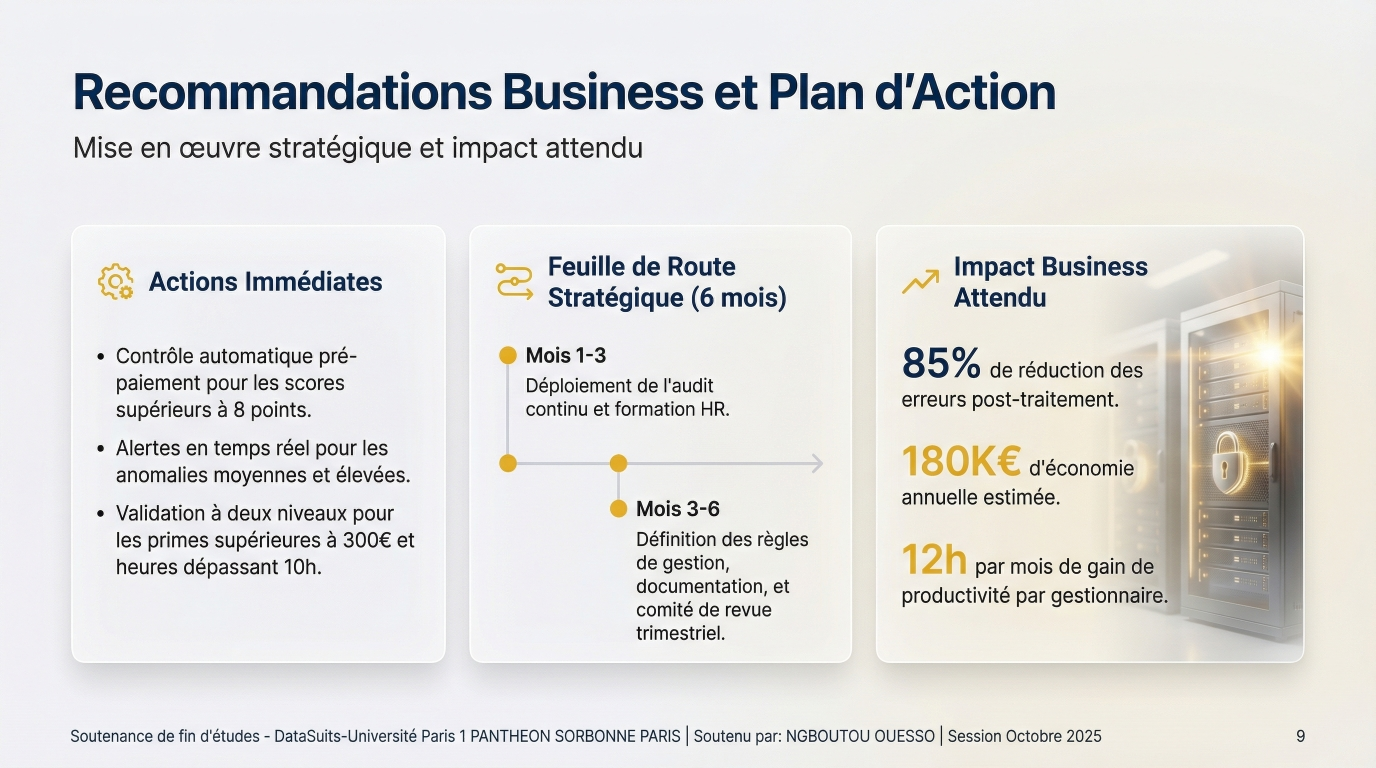 Recommandations Business et Plan d’Action
Mise en œuvre stratégique et impact attendu
Actions Immédiates
• Contrôle automatique pré-
paiement pour les scores
supérieurs à 8 points.
• Alertes en temps réel pour les
anomalies moyennes et élevées.
• Validation à deux niveaux pour
les primes supérieures à 300€ et
heures dépassant 10h.
Feuille de Route
Stratégique (6 mois)
Mois 1-3
Déploiement de l'audit
continu et formation HR.
Mois 3-6
Définition des règles
de gestion,
documentation, et
comité de revue
trimestriel.
Impact Business
Attendu
85% de réduction des
erreurs post-traitement.
180K€ d'économie
annuelle estimée.
12h par mois de gain de
productivité par gestionnaire.
Soutenance de fin d'études - DataSuits-Université Paris 1 PANTHEON SORBONNE PARIS | Soutenu par: NGBOUTOU OUESSO | Session Octobre 2025
9